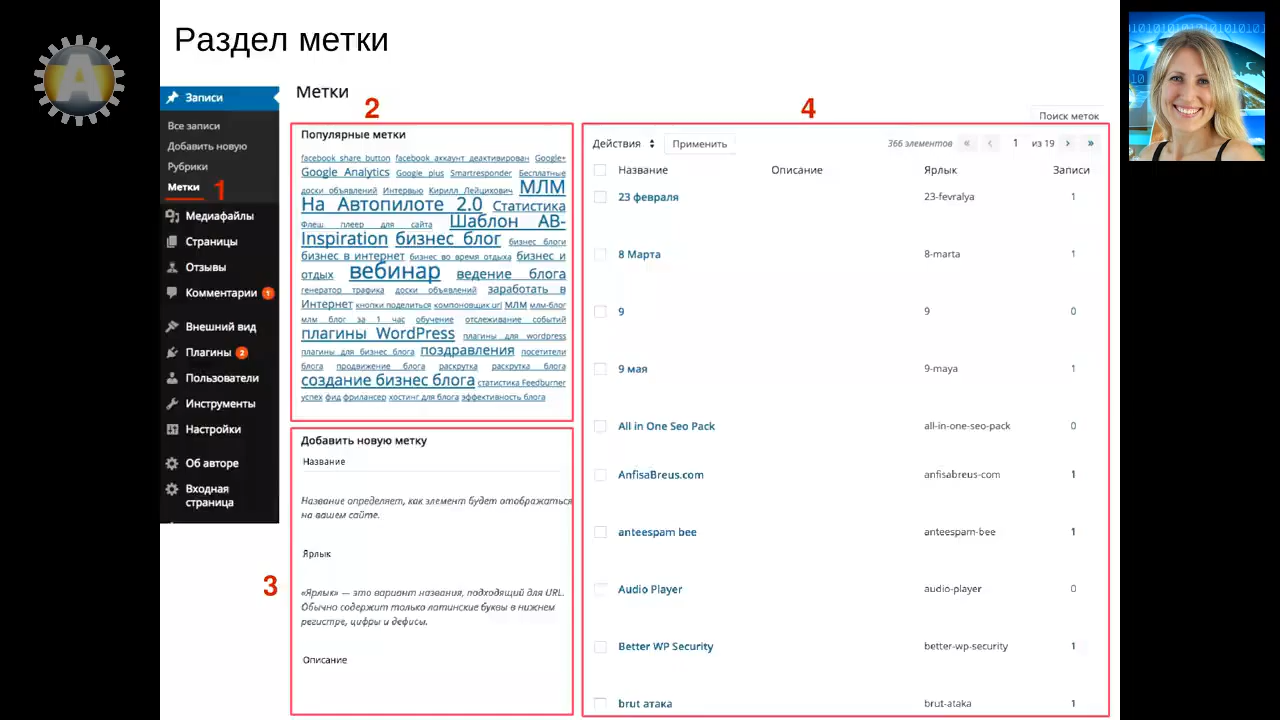 Раздел метки
Записи
Все записи
Добавить новую
Рубрики
Метки
1
Медиафайлы
Страницы
Отзывы
Комментарии 1
Внешний вид
Плагины 2
Пользователи
Инструменты
Настройки
Об авторе
Входная
страница
Метки
2
Популярные метки
facebook share button facebook аккаунт деактивирован Google+
Google Analytics Google plus Smartresponder Бесплатные
доски объявлений Интервью Кирилл Лейцихович МЛМ
На Автопилоте 2.0 Статистика
Флеш плеер для сайта Шаблон AB-
Inspiration бизнес блог бизнес блоги
бизнес в интернет бизнес во время отдыха бизнес и
отдых вебинар ведение блога
генератор трафика доски объявлений заработать в
Интернет кнопки поделиться компоновщик url млм млм-блог
млм блог за 1 час обучение отслеживание событий
плагины WordPress плагины для wordpress
плагины для бизнес блога поздравления посетители
блога продвижение блога раскрутка раскрутка блога
создание бизнес блога статистика Feedburner
успех фид фрилансер хостинг для блога эффективность блога
3
Добавить новую метку
Название
Название определяет, как элемент будет отображаться
на вашем сайте.
Ярлык
«Ярлык» — это вариант названия, подходящий для URL.
Обычно содержит только латинские буквы в нижнем
регистре, цифры и дефисы.
Описание
4
Поиск меток
Действия Применить 366 элементов « ‹ 1 из 19 › »
Название Описание Ярлык Записи
23 февраля 23-fevralya 1
8 Марта 8-marta 1
9 9 0
9 мая 9-maya 1
All in One Seo Pack all-in-one-seo-pack 0
AnfisaBreus.com anfisabreus-com 1
anteespam bee anteespam-bee 1
Audio Player audio-player 0
Better WP Security better-wp-security 1
brut атака brut-ataka 1